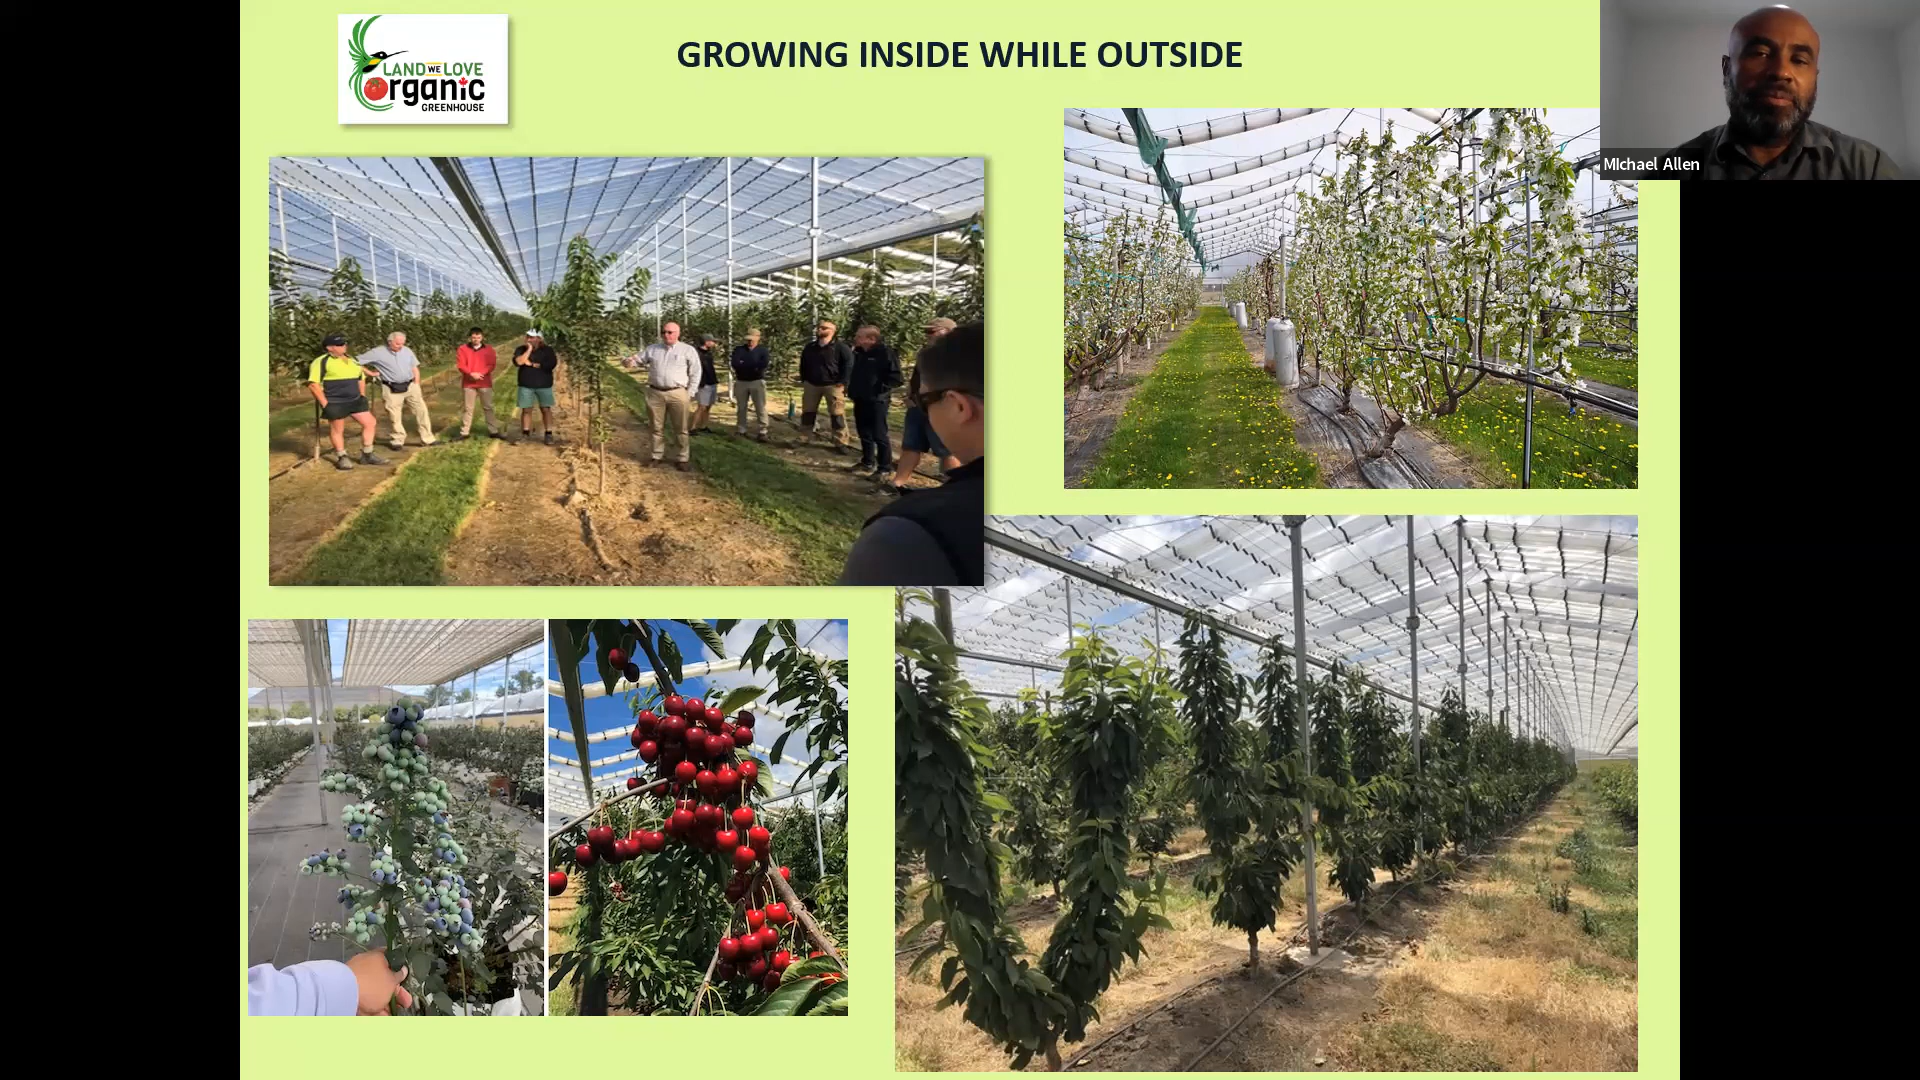 LAND WE LOVE
Organic
GREENHOUSE
GROWING INSIDE WHILE OUTSIDE
MIchael Allen